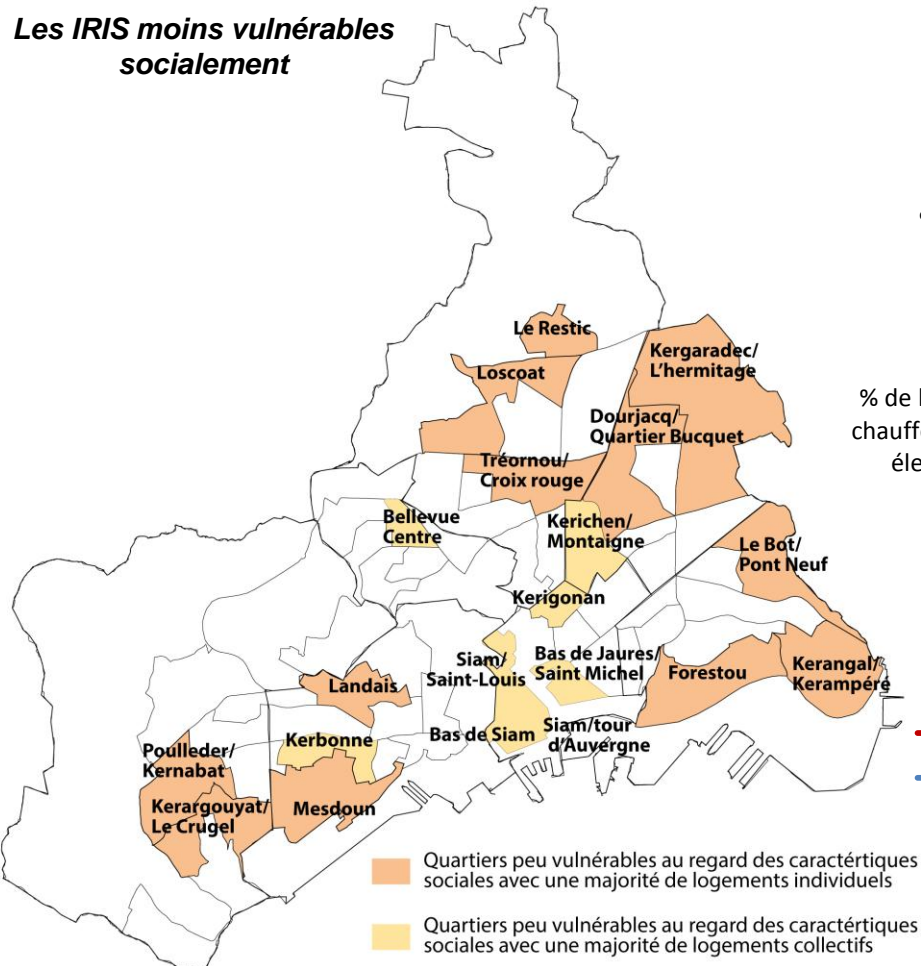 Les IRIS moins vulnérables
socialement
Le Restic
Kergaradec/
L'hermitage
Loscoat
Dourjacq/
Quartier Bucquet
Tréornou/
Croix rouge
Bellevue
Centre
Kerichen/
Montaigne
Le Bot/
Pont Neuf
Kerigonan
Siam/
Saint-Louis
Bas de Jaures/
Saint Michel
Forestou
Kerangal/
Kerampéré
Landais
Bas de Siam
Siam/tour
d'Auvergne
Kerbonne
Poulleder/
Kernabat
Kerargouyat/
Le Crugel
Mesdoun
% de
chauff
éle
Quartiers peu vulnérables au regard des caractértiques
sociales avec une majorité de logements individuels
Quartiers peu vulnérables au regard des caractértiques
sociales avec une majorité de logements collectifs